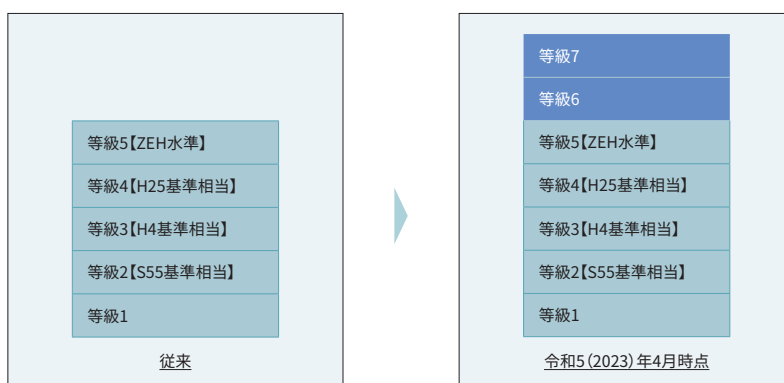 等級5【ZEH水準】
等級4【H25基準相当】
等級3【H4基準相当】
等級2【S55基準相当】
等級1
従来
等級7
等級6
等級5【ZEH水準】
等級4【H25基準相当】
等級3【H4基準相当】
等級2【S55基準相当】
等級1
令和5(2023)年4月時点